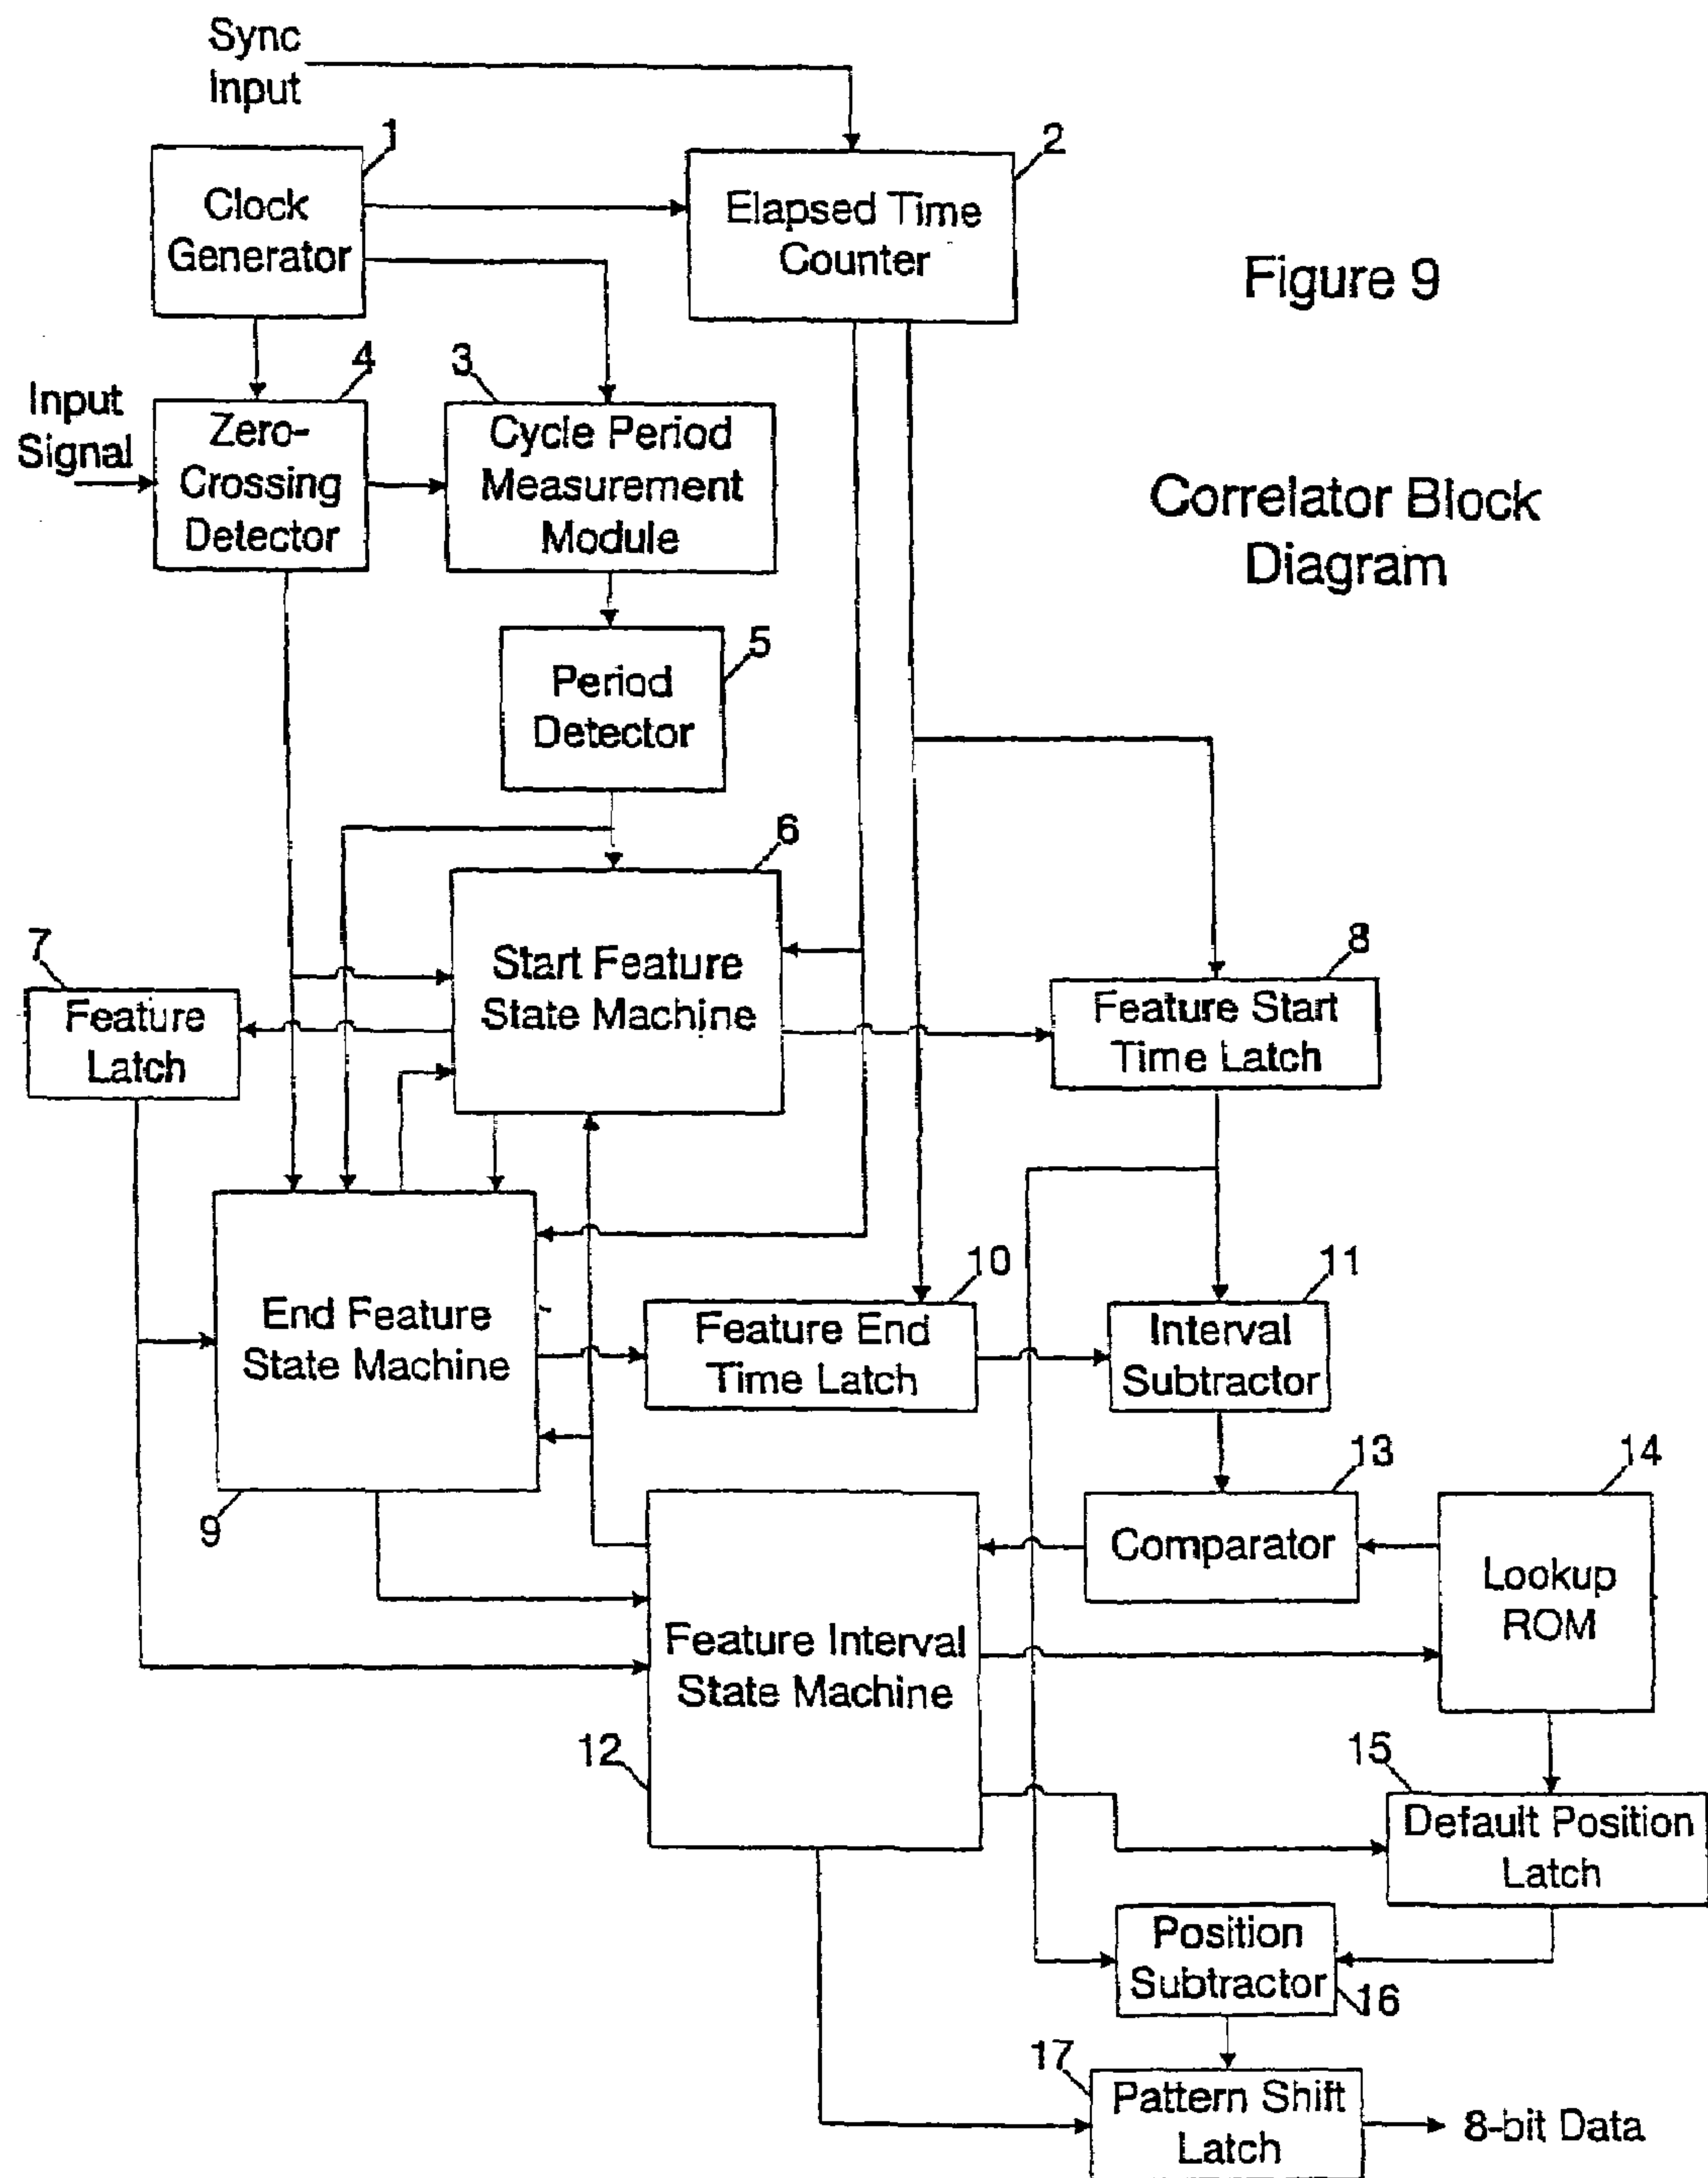 Sync
Input
1
Clock
Generator
2
Elapsed Time
Counter
Figure 9
Correlator Block
Diagram
Input
Signal
4
Zero-
Crossing
Detector
3
Cycle Period
Measurement
Module
5
Period
Detector
6
Start Feature
State Machine
7
Feature
Latch
8
Feature Start
Time Latch
End Feature
State Machine
9
10
Feature End
Time Latch
11
Interval
Subtractor
13
Comparator
14
Lookup
ROM
Feature Interval
State Machine
12
15
Default Position
Latch
Position
Subtractor
16
17
Pattern Shift
Latch
8-bit Data